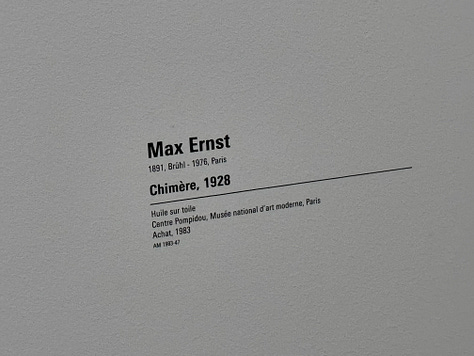 Max Ernst
1891, Brühl - 1976, Paris
Chimère, 1928
Huile sur toile
Centre Pompidou, Musée national d'art moderne, Paris
Achat, 1983
AM 1983-47